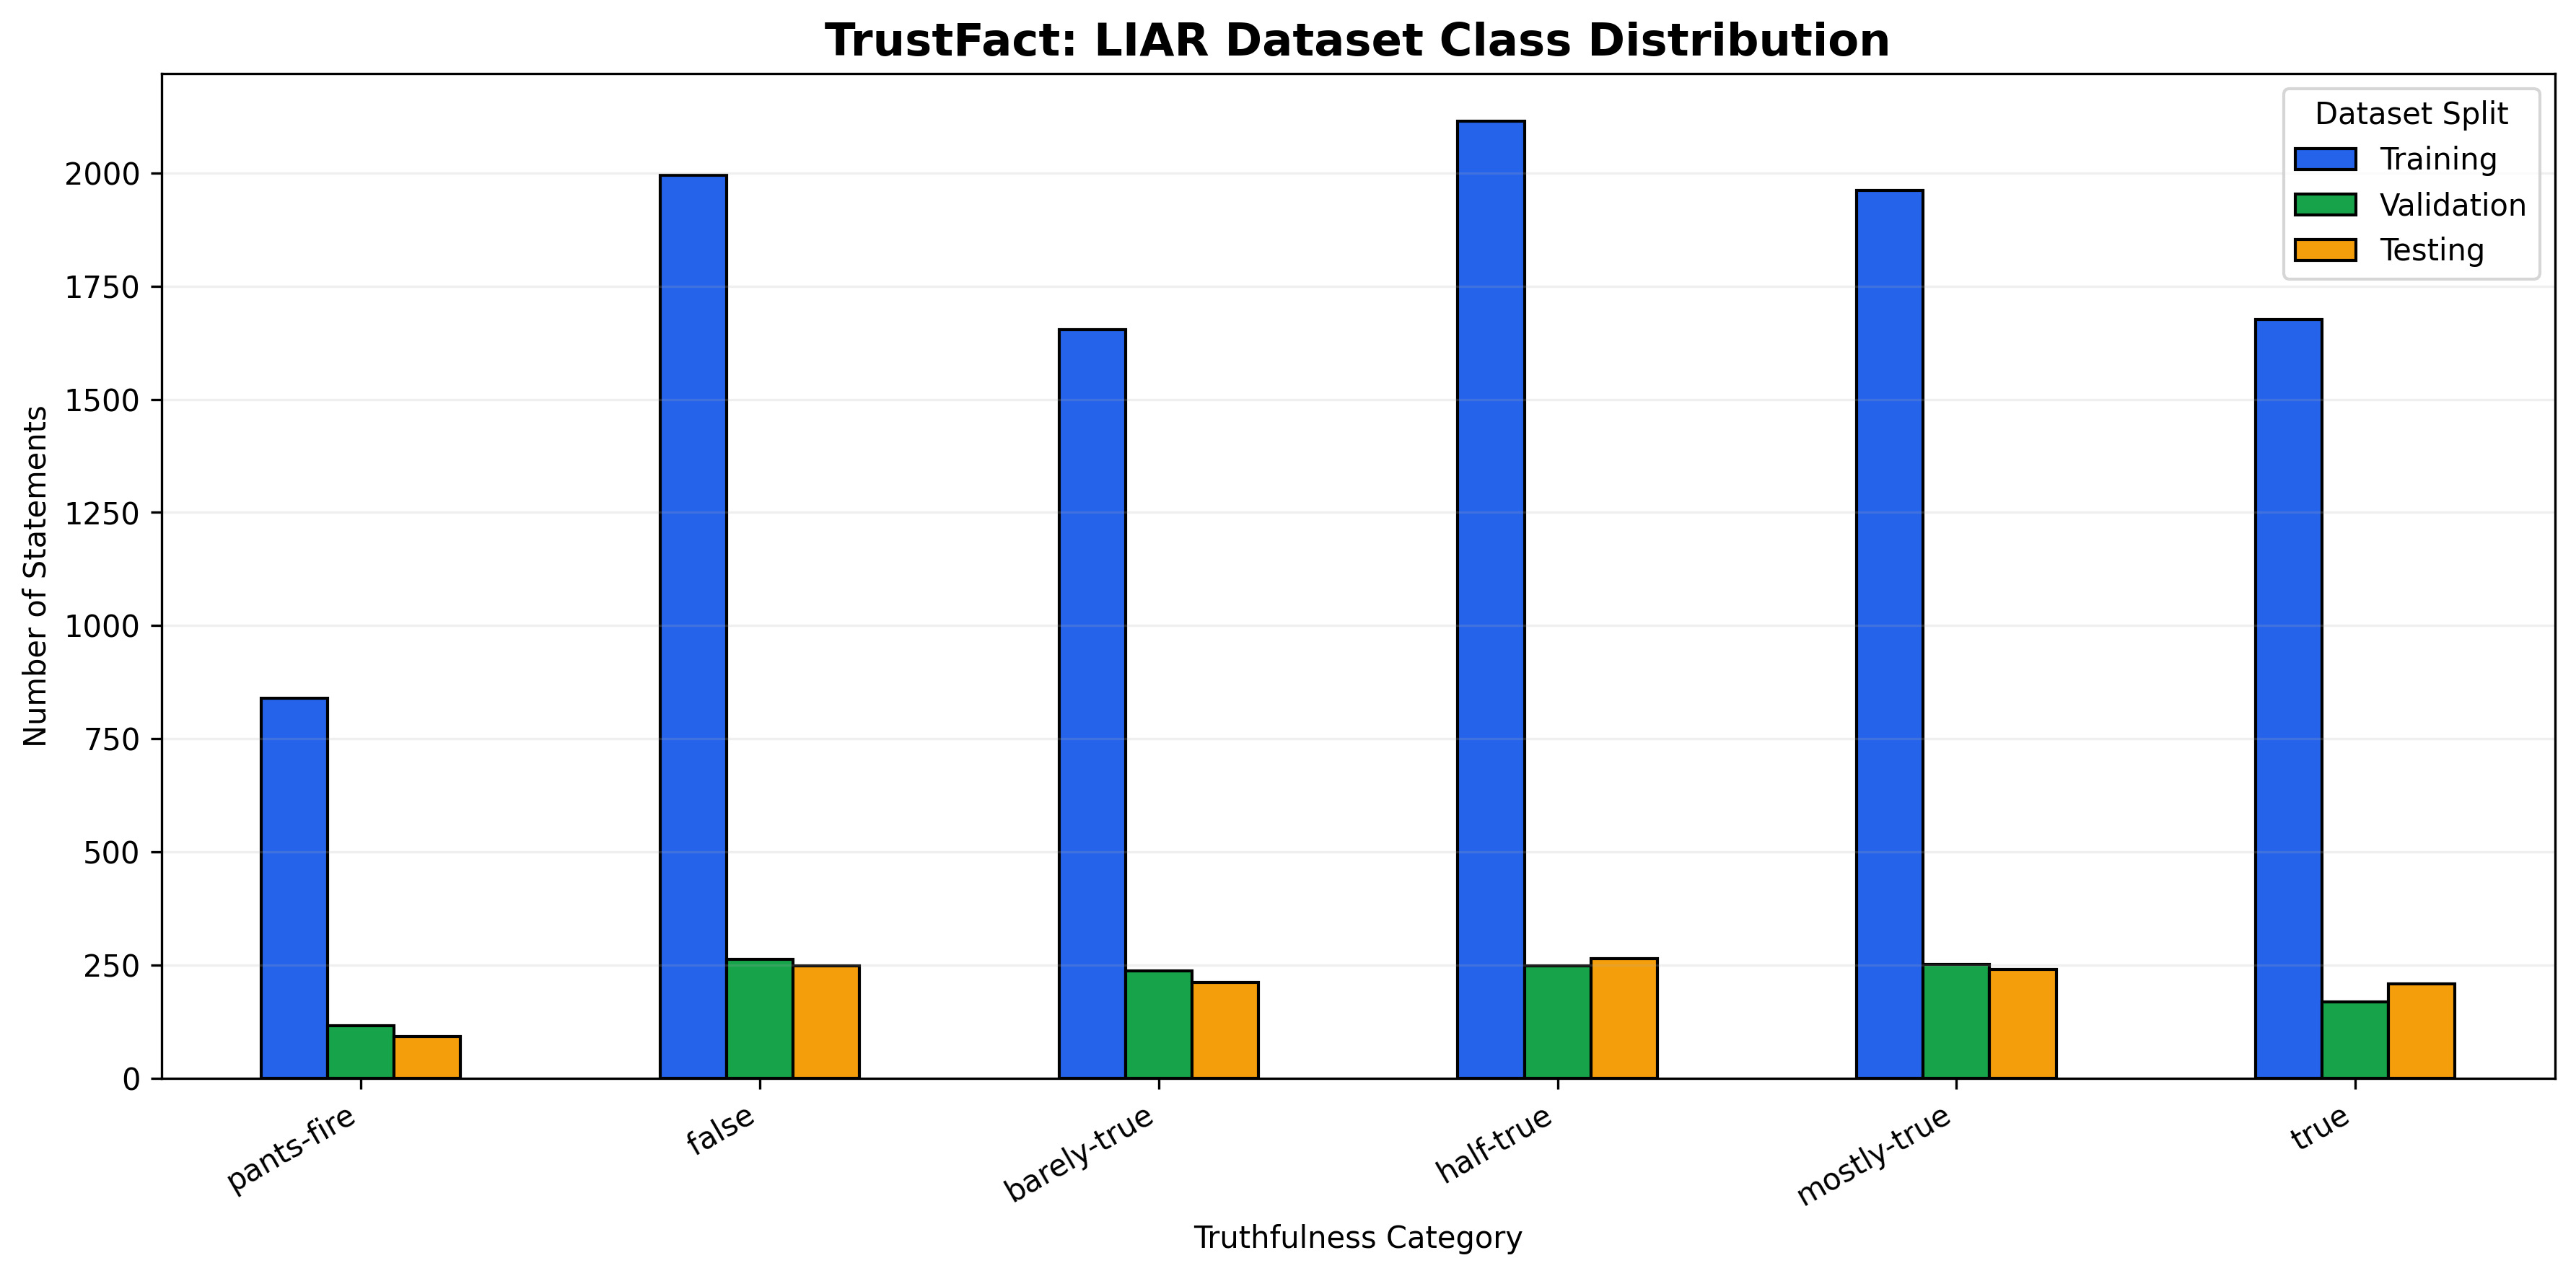 TrustFact: LIAR Dataset Class Distribution
Dataset Split
Training
Validation
Testing
Number of Statements
2000
1750
1500
1250
1000
750
500
250
0
pants-fire
false
barely-true
half-true
mostly-true
true
Truthfulness Category